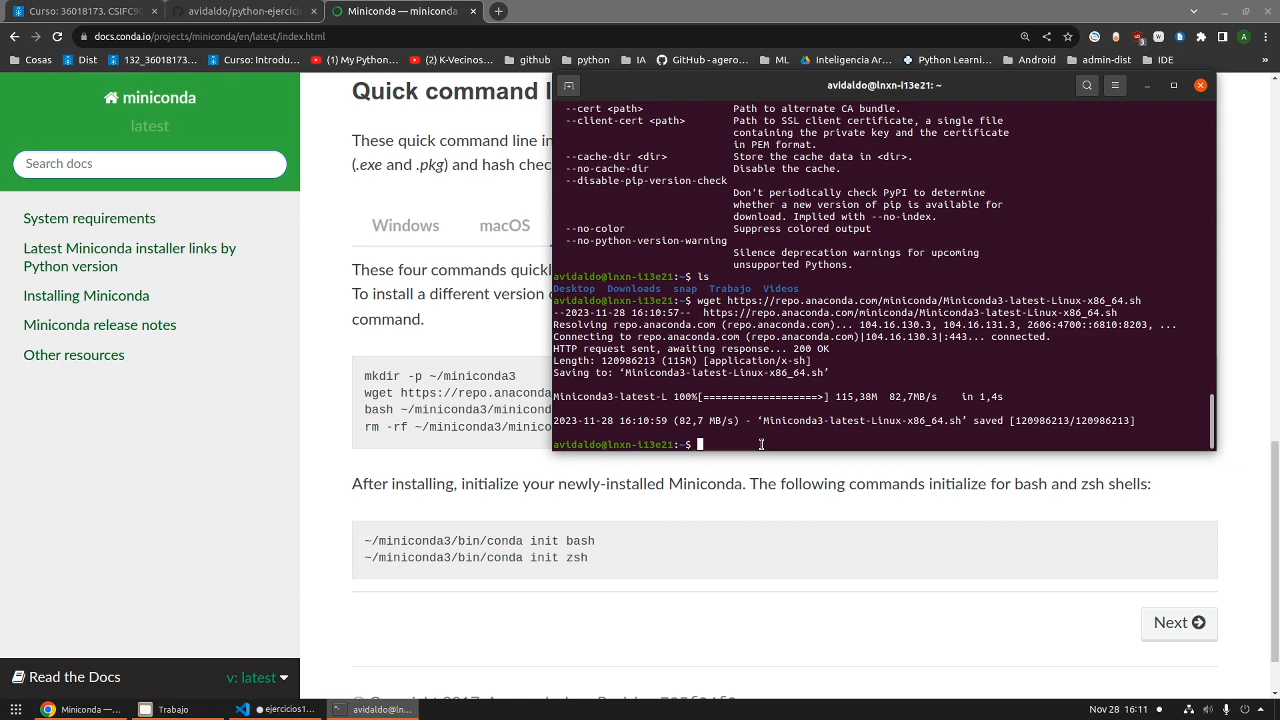 Curso: 36018173. CSIFC9
avidaldo/python-ejercici
Miniconda — miniconda
docs.conda.io/projects/miniconda/en/latest/index.html
3
A
Cosas
Dist
132_36018173...
Curso: Introdu...
(1) My Python...
(2) K-Vecinos...
github
python
IA
GitHub - agero...
ML
Inteligencia Ar...
Python Learni...
Android
admin-dist
IDE
»
miniconda
latest
Search docs
System requirements
Latest Miniconda installer links by
Python version
Installing Miniconda
Miniconda release notes
Other resources
Read the Docs
v: latest
Quick command l
These quick command line in
(.exe and .pkg) and hash chec
Windows
macOS
These four commands quickl
To install a different version o
command.
mkdir -p ~/miniconda3
wget https://repo.anaconda
bash ~/miniconda3/minicond
rm -rf ~/miniconda3/minico
avidaldo@lnxn-i13e21: ~
--cert <path> Path to alternate CA bundle.
--client-cert <path> Path to SSL client certificate, a single file
containing the private key and the certificate
in PEM format.
--cache-dir <dir> Store the cache data in <dir>.
--no-cache-dir Disable the cache.
--disable-pip-version-check
Don't periodically check PyPI to determine
whether a new version of pip is available for
download. Implied with --no-index.
--no-color Suppress colored output
--no-python-version-warning
Silence deprecation warnings for upcoming
unsupported Pythons.
avidaldo@lnxn-i13e21:~$ ls
Desktop Downloads snap Trabajo Videos
avidaldo@lnxn-i13e21:~$ wget https://repo.anaconda.com/miniconda/Miniconda3-latest-Linux-x86_64.sh
--2023-11-28 16:10:57-- https://repo.anaconda.com/miniconda/Miniconda3-latest-Linux-x86_64.sh
Resolving repo.anaconda.com (repo.anaconda.com)... 104.16.130.3, 104.16.131.3, 2606:4700::6810:8203, ...
Connecting to repo.anaconda.com (repo.anaconda.com)|104.16.130.3|:443... connected.
HTTP request sent, awaiting response... 200 OK
Length: 120986213 (115M) [application/x-sh]
Saving to: ‘Miniconda3-latest-Linux-x86_64.sh’
Miniconda3-latest-L 100%[===================>] 115,38M 82,7MB/s in 1,4s
2023-11-28 16:10:59 (82,7 MB/s) - ‘Miniconda3-latest-Linux-x86_64.sh’ saved [120986213/120986213]
avidaldo@lnxn-i13e21:~$
After installing, initialize your newly-installed Miniconda. The following commands initialize for bash and zsh shells:
~/miniconda3/bin/conda init bash
~/miniconda3/bin/conda init zsh
Next
Miniconda —...
Trabajo
ejercicios1...
avidaldo@ln...
Nov 28 16:11